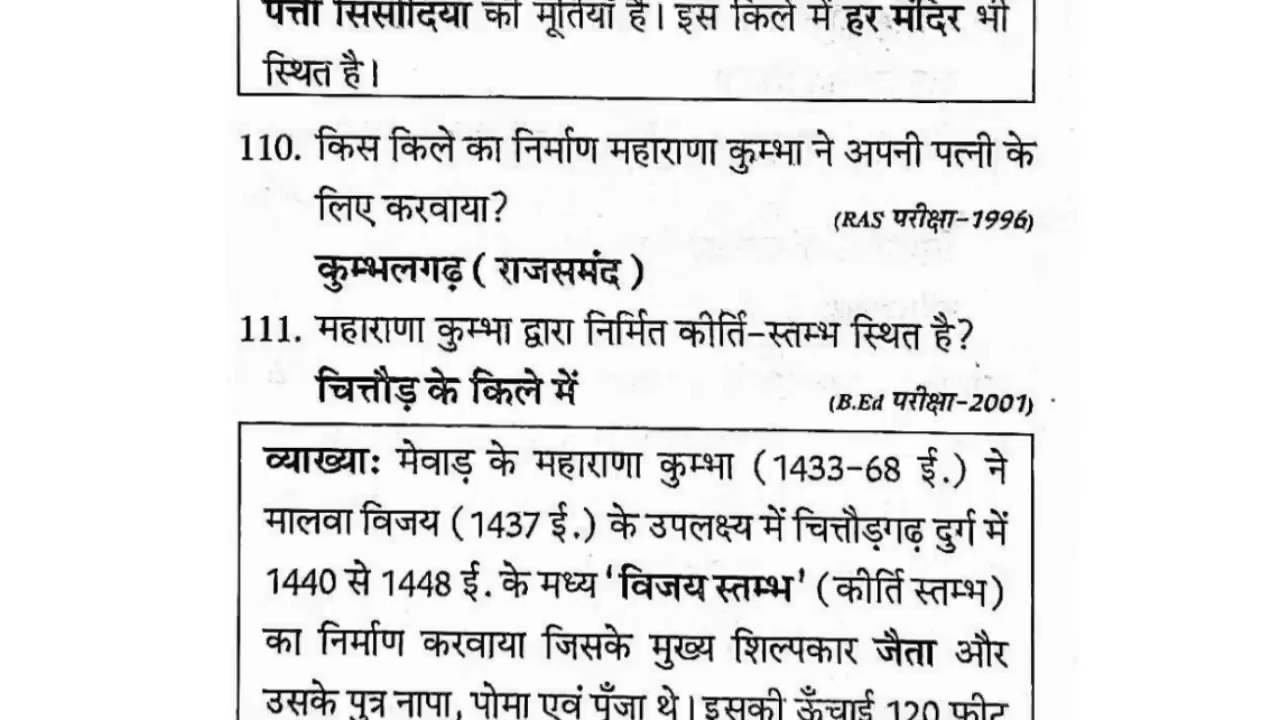 पत्ता सिसोदिया की मूर्तियाँ हैं। इस किले में हर मंदिर भी
स्थित है।
110. किस किले का निर्माण महाराणा कुम्भा ने अपनी पत्नी के
लिए करवाया?
(RAS परीक्षा-1996)
कुम्भलगढ़ ( राजसमंद )
111. महाराणा कुम्भा द्वारा निर्मित कीर्ति-स्तम्भ स्थित है?
चित्तौड़ के किले में
(B.Ed परीक्षा-2001)
व्याख्या: मेवाड़ के महाराणा कुम्भा (1433-68 ई.) ने
मालवा विजय (1437 ई.) के उपलक्ष्य में चित्तौड़गढ़ दुर्ग में
1440 से 1448 ई. के मध्य 'विजय स्तम्भ' (कीर्ति स्तम्भ)
का निर्माण करवाया जिसके मुख्य शिल्पकार जैता और
उसके पुत्र नापा, पोमा एवं पूँजा थे। इसकी ऊँचाई 120 फीट